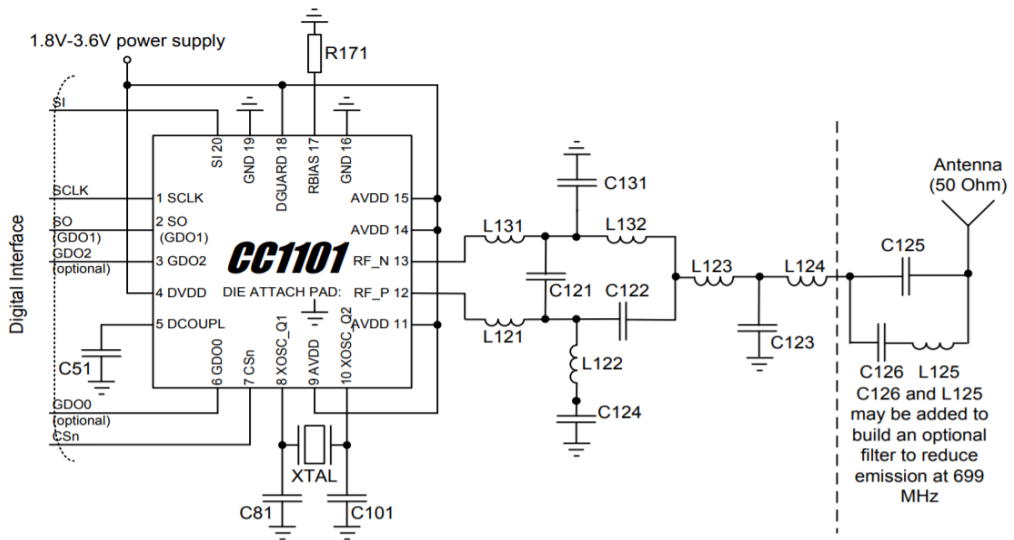 1.8V-3.6V power supply
R171
SI
SI 20
GND 19
DGUARD 18
RBIAS 17
GND 16
Digital Interface
SCLK
1 SCLK
SO
(GDO1)
2 SO
(GDO1)
GDO2
(optional)
3 GDO2
4 DVDD
5 DCOUPL
CC1101
DIE ATTACH PAD:
AVDD 15
AVDD 14
RF_N 13
RF_P 12
AVDD 11
6 GDO0
7 CSn
8 XOSC_Q1
9 AVDD
10 XOSC_Q2
C51
GDO0
(optional)
CSn
XTAL
C81
C101
C131
L131
L132
C121
C122
L121
L122
C124
L123
L124
C123
Antenna
(50 Ohm)
C125
C126
L125
C126 and L125
may be added to
build an optional
filter to reduce
emission at 699
MHz